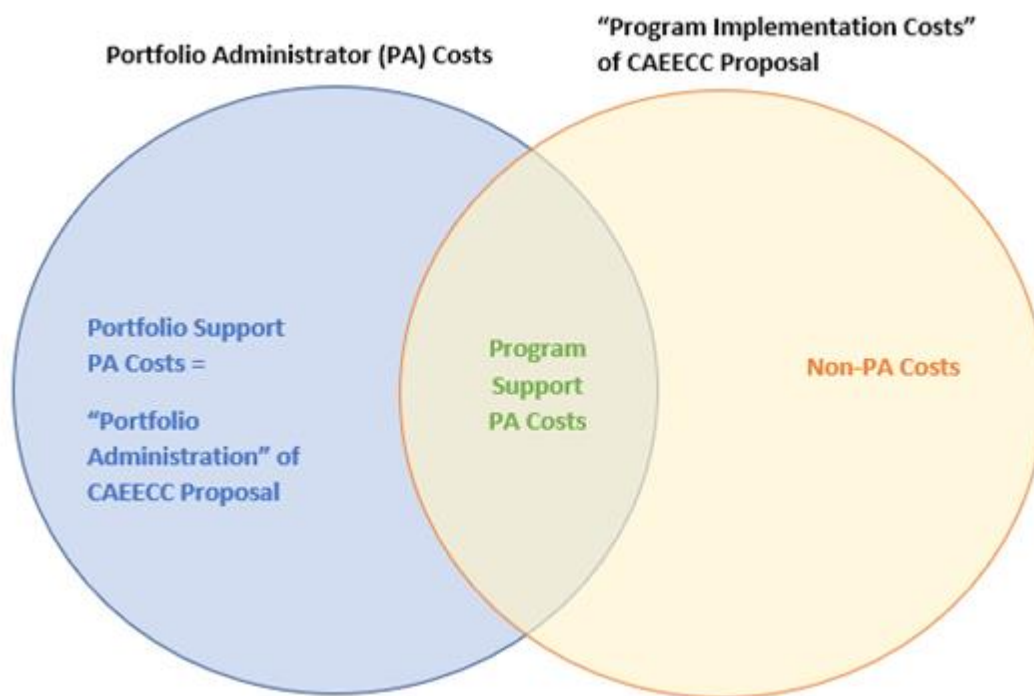 Portfolio Administrator (PA) Costs
“Program Implementation Costs”
of CAEECC Proposal
Portfolio Support
PA Costs =
“Portfolio
Administration” of
CAEECC Proposal
Program
Support
PA Costs
Non-PA Costs